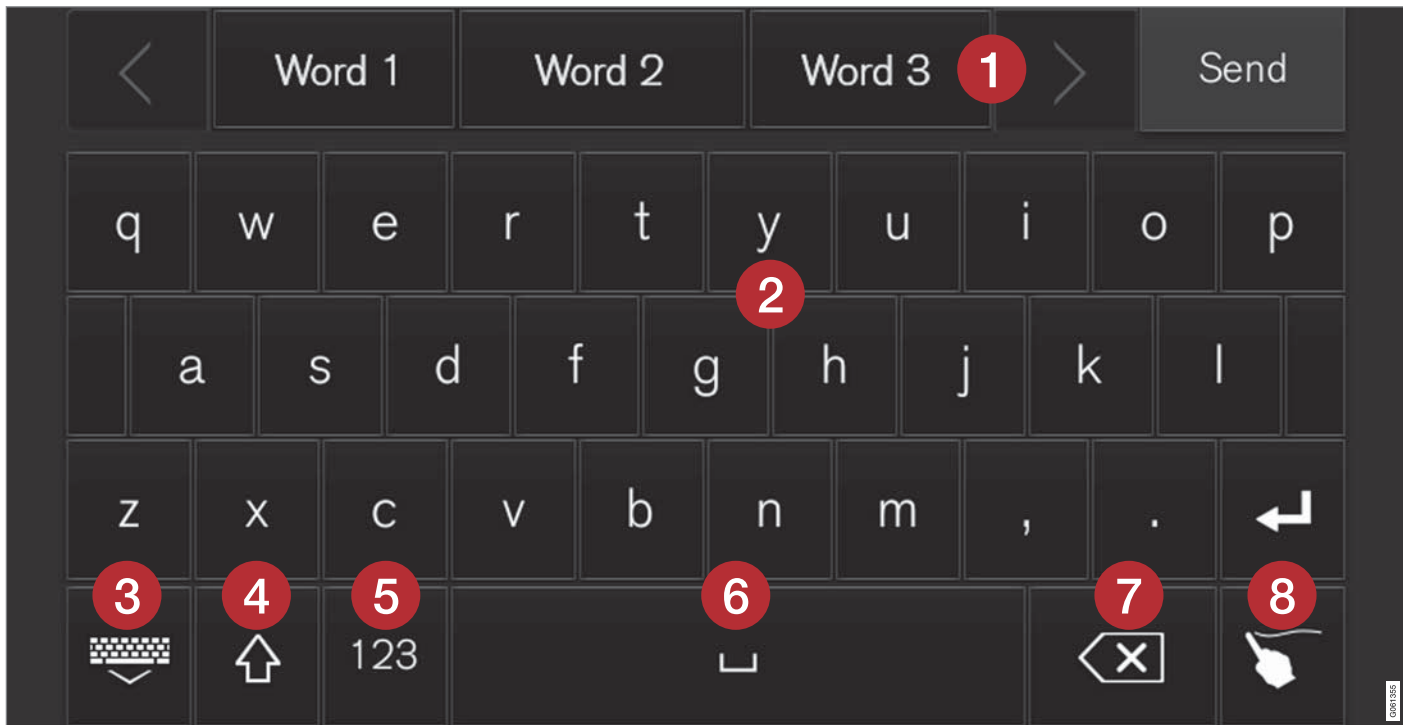 Word 1 Word 2 Word 3 1 Send
q w e r t y u i o p
2
a s d f g h j k l
z x c v b n m , .
3 4 5 6 7 8
123
G061355